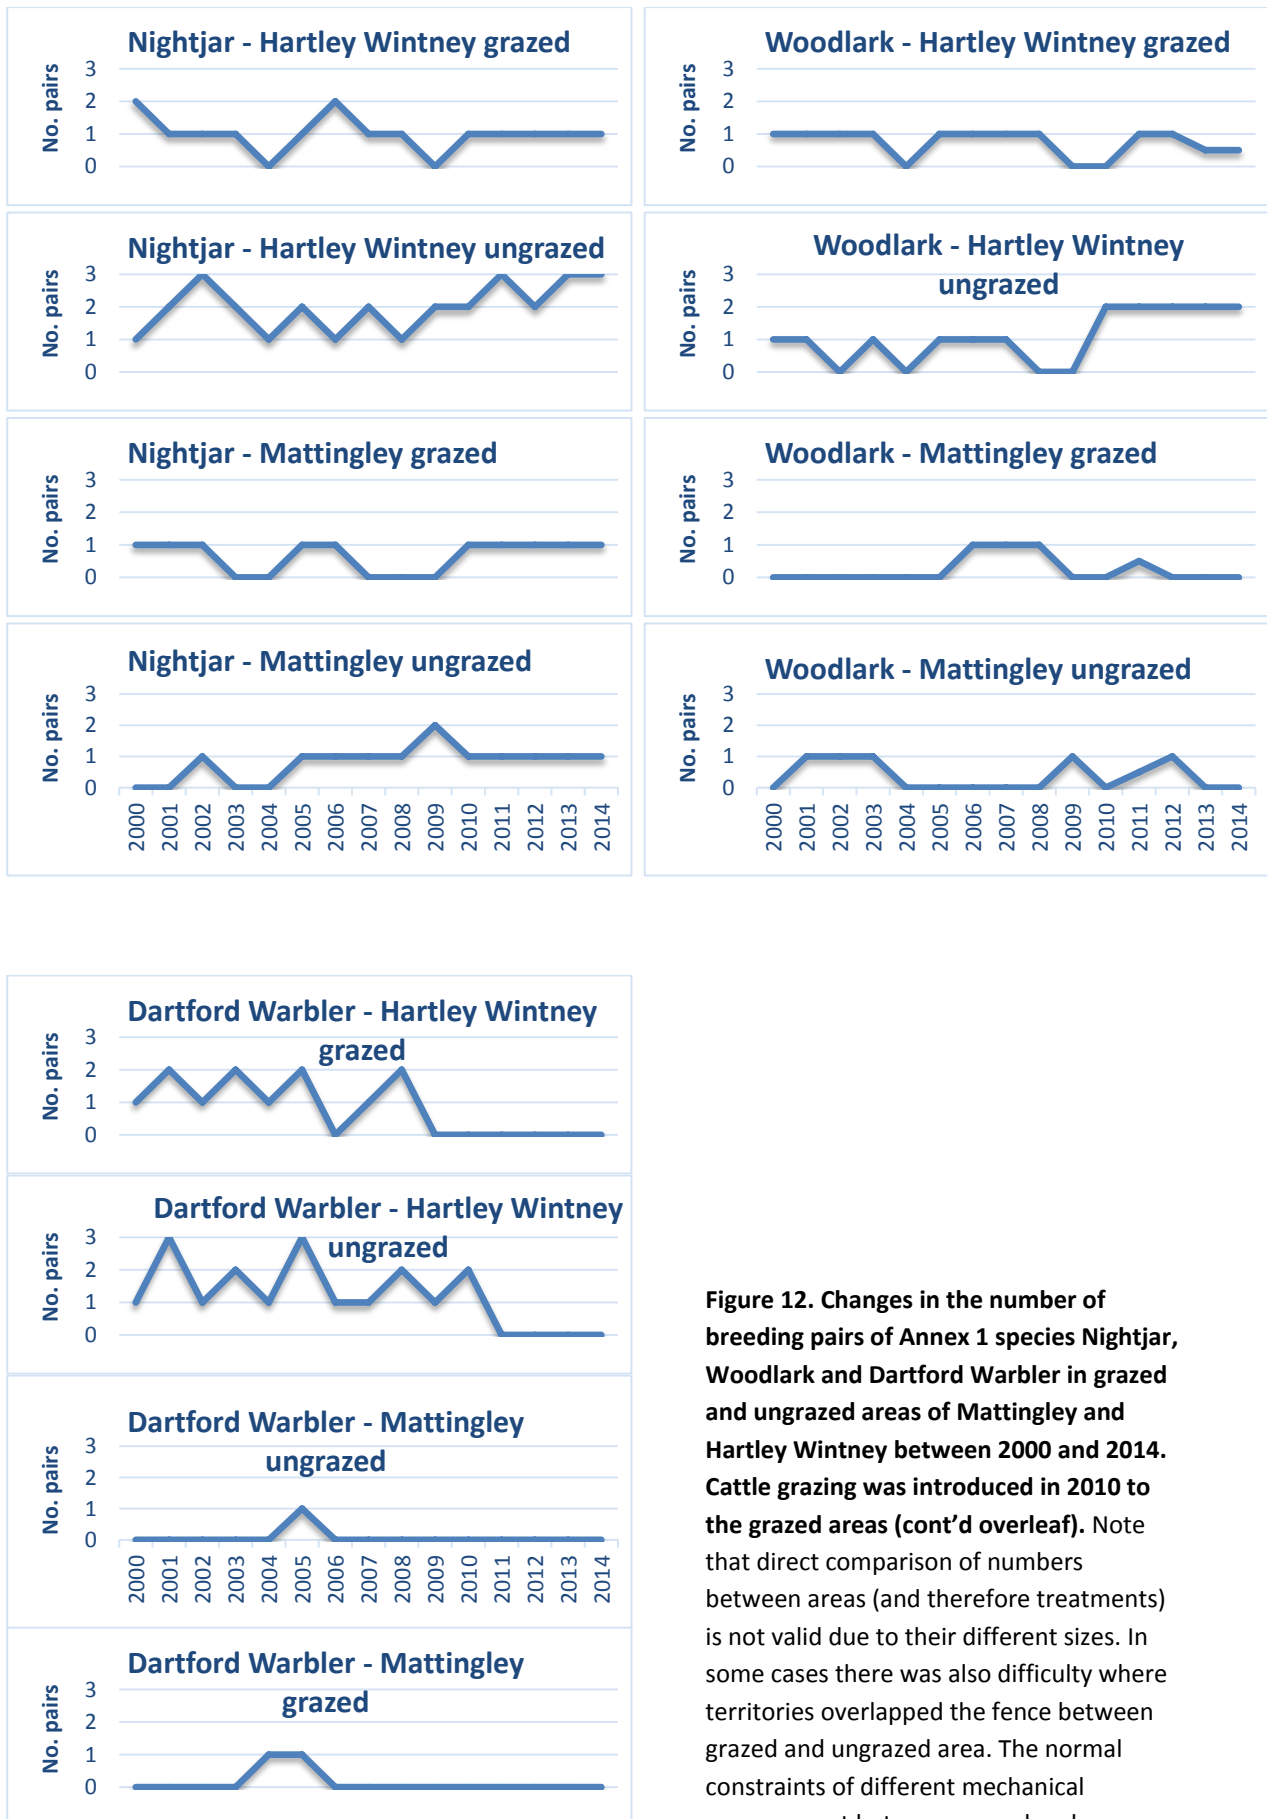 Nightjar - Hartley Wintney grazed
No. pairs
3
2
1
0
Woodlark - Hartley Wintney grazed
No. pairs
3
2
1
0
Nightjar - Hartley Wintney ungrazed
No. pairs
3
2
1
0
Woodlark - Hartley Wintney
ungrazed
No. pairs
3
2
1
0
Nightjar - Mattingley grazed
No. pairs
3
2
1
0
Woodlark - Mattingley grazed
No. pairs
3
2
1
0
Nightjar - Mattingley ungrazed
No. pairs
3
2
1
0
2000 2001 2002 2003 2004 2005 2006 2007 2008 2009 2010 2011 2012 2013 2014
Woodlark - Mattingley ungrazed
No. pairs
3
2
1
0
2000 2001 2002 2003 2004 2005 2006 2007 2008 2009 2010 2011 2012 2013 2014
Dartford Warbler - Hartley Wintney
grazed
No. pairs
3
2
1
0
Dartford Warbler - Hartley Wintney
ungrazed
No. pairs
3
2
1
0
Dartford Warbler - Mattingley
ungrazed
No. pairs
3
2
1
0
2000 2001 2002 2003 2004 2005 2006 2007 2008 2009 2010 2011 2012 2013 2014
Dartford Warbler - Mattingley
grazed
No. pairs
3
2
1
0
Figure 12. Changes in the number of
breeding pairs of Annex 1 species Nightjar,
Woodlark and Dartford Warbler in grazed
and ungrazed areas of Mattingley and
Hartley Wintney between 2000 and 2014.
Cattle grazing was introduced in 2010 to
the grazed areas (cont'd overleaf). Note
that direct comparison of numbers
between areas (and therefore treatments)
is not valid due to their different sizes. In
some cases there was also difficulty where
territories overlapped the fence between
grazed and ungrazed area. The normal
constraints of different mechanical